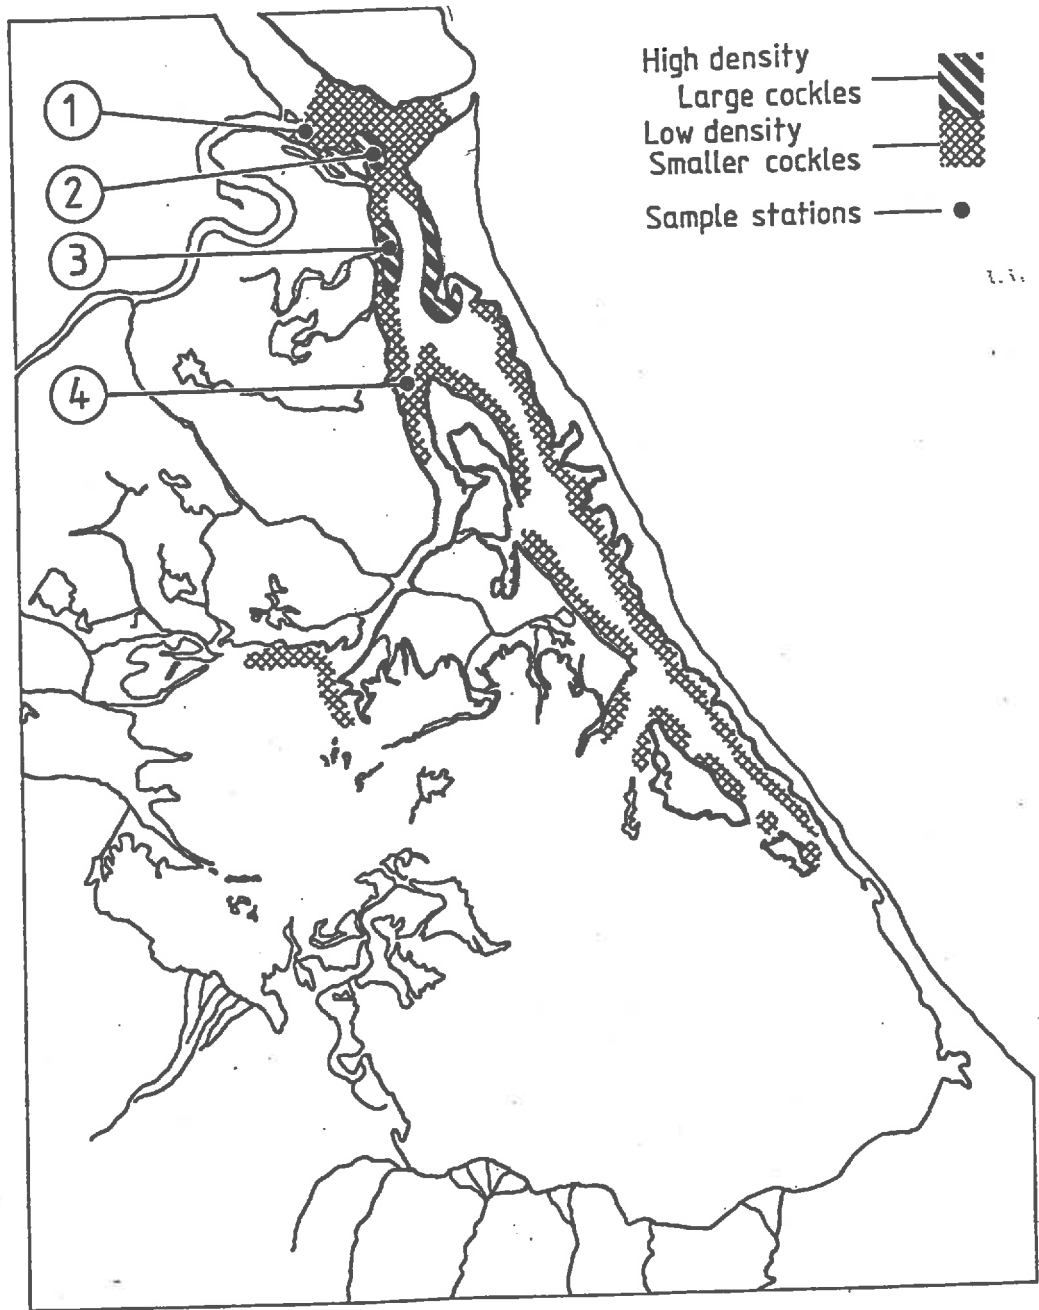 High density
Large cockles
Low density
Smaller cockles
Sample stations
1
2
3
4